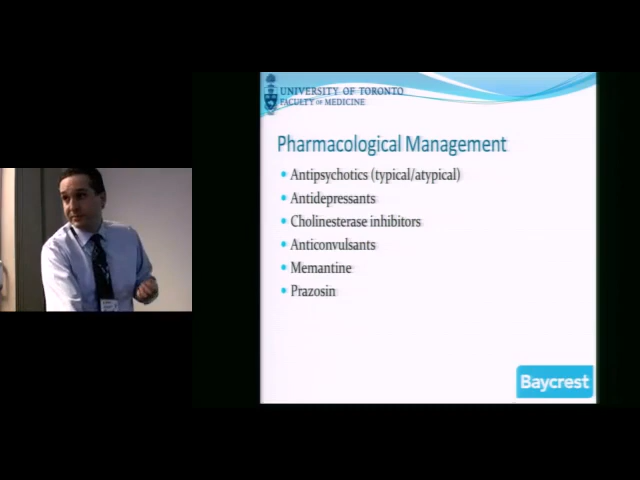 UNIVERSITY OF TORONTO
FACULTY OF MEDICINE
Pharmacological Management
• Antipsychotics (typical/atypical)
• Antidepressants
• Cholinesterase inhibitors
• Anticonvulsants
• Memantine
• Prazosin
Baycrest